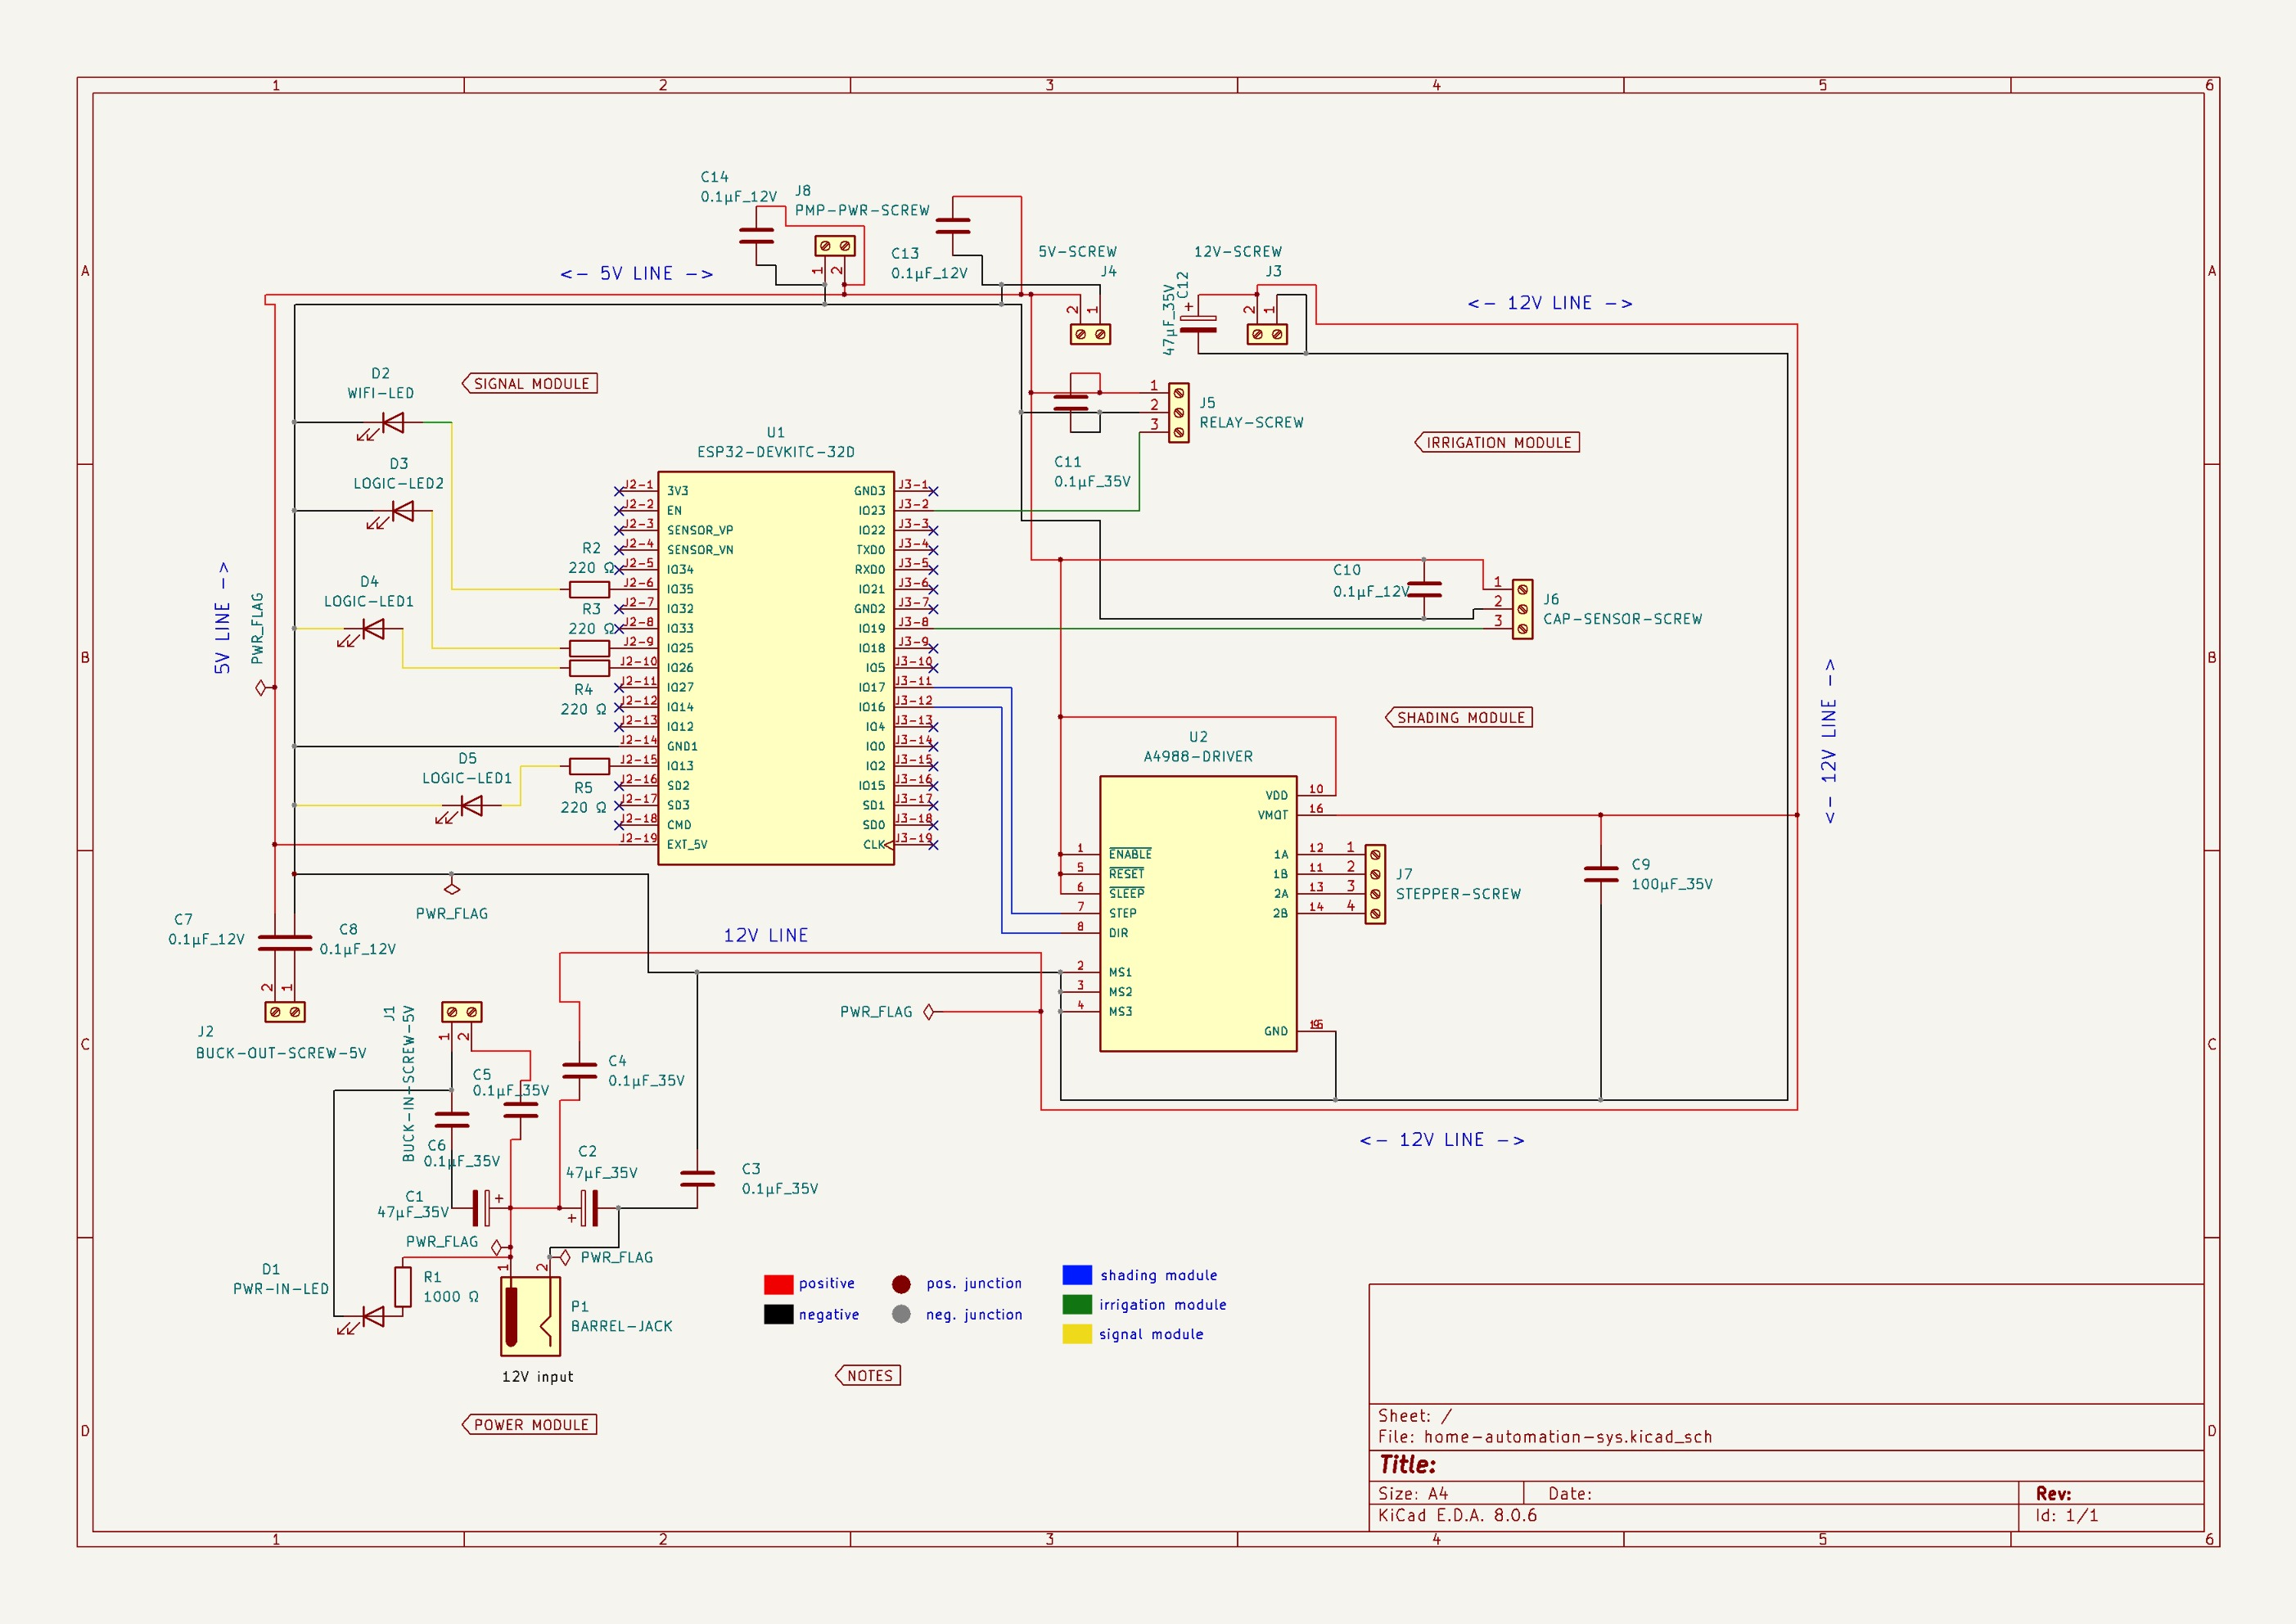 1 2 3 4 5 6
A A
C14
0.1µF_12V
J8
PMP-PWR-SCREW
1 2
C13
0.1µF_12V
5V-SCREW
J4
2 1
12V-SCREW
J3
2 1
C12
47µF_35V
+
<- 5V LINE ->
<- 12V LINE ->
D2
WIFI-LED
SIGNAL MODULE
D3
LOGIC-LED2
D4
LOGIC-LED1
D5
LOGIC-LED1
1
2
3
J5
RELAY-SCREW
C11
0.1µF_35V
IRRIGATION MODULE
U1
ESP32-DEVKITC-32D
J2-1 3V3 GND3 J3-1
J2-2 EN IO23 J3-2
J2-3 SENSOR_VP IO22 J3-3
J2-4 SENSOR_VN TXD0 J3-4
J2-5 IO34 RXD0 J3-5
J2-6 IO35 IO21 J3-6
J2-7 IO32 GND2 J3-7
J2-8 IO33 IO19 J3-8
J2-9 IO25 IO18 J3-9
J2-10 IO26 IO5 J3-10
J2-11 IO27 IO17 J3-11
J2-12 IO14 IO16 J3-12
J2-13 IO12 IO4 J3-13
J2-14 GND1 IO0 J3-14
J2-15 IO13 IO2 J3-15
J2-16 SD2 IO15 J3-16
J2-17 SD3 SD1 J3-17
J2-18 CMD SD0 J3-18
J2-19 EXT_5V CLK J3-19
R2
220 Ω
R3
220 Ω
R4
220 Ω
R5
220 Ω
5V LINE ->
PWR_FLAG
B B
C10
0.1µF_12V
1
2
3
J6
CAP-SENSOR-SCREW
SHADING MODULE
<- 12V LINE ->
U2
A4988-DRIVER
VDD 10
VMOT 16
1 ENABLE 1A 12 1
5 RESET 1B 11 2
6 SLEEP 2A 13 3
7 STEP 2B 14 4
8 DIR
2 MS1
3 MS2
4 MS3
GND
J7
STEPPER-SCREW
C9
100µF_35V
PWR_FLAG
12V LINE
C7
0.1µF_12V
C8
0.1µF_12V
2 1
J2
BUCK-OUT-SCREW-5V
J1
BUCK-IN-SCREW-5V
1 2
PWR_FLAG
C C
C4
0.1µF_35V
C5
0.1µF_35V
C6
0.1µF_35V
C2
47µF_35V
+
C3
0.1µF_35V
C1
47µF_35V
+
<- 12V LINE ->
PWR_FLAG
PWR_FLAG
1 2
D1
PWR-IN-LED
R1
1000 Ω
P1
BARREL-JACK
12V input
POWER MODULE
positive
negative
pos. junction
neg. junction
shading module
irrigation module
signal module
NOTES
D D
Sheet: /
File: home-automation-sys.kicad_sch
Title:
Size: A4 Date: Rev:
KiCad E.D.A. 8.0.6 Id: 1/1
1 2 3 4 5 6